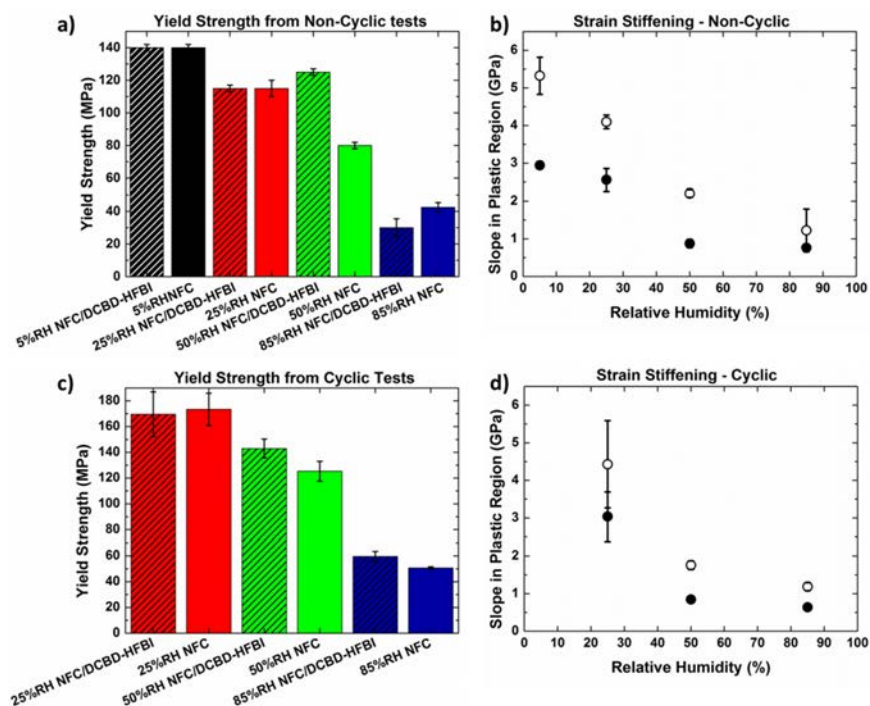 a)
Yield Strength from Non-Cyclic tests
Yield Strength (MPa)
140
120
100
80
60
40
20
0
5%RH NFC/DCBD-HFBI
5%RHNFC
25%RH NFC/DCBD-HFBI
25%RH NFC
50%RH NFC/DCBD-HFBI
50%RH NFC
85%RH NFC/DCBD-HFBI
85%RH NFC
b)
Strain Stiffening - Non-Cyclic
Slope in Plastic Region (GPa)
6
5
4
3
2
1
0
0 10 20 30 40 50 60 70 80 90 100
Relative Humidity (%)
c)
Yield Strength from Cyclic Tests
Yield Strength (MPa)
180
160
140
120
100
80
60
40
20
0
25%RH NFC/DCBD-HFBI
25%RH NFC
50%RH NFC/DCBD-HFBI
50%RH NFC
85%RH NFC/DCBD-HFBI
85%RH NFC
d)
Strain Stiffening - Cyclic
Slope in Plastic Region (GPa)
6
5
4
3
2
1
0
0 10 20 30 40 50 60 70 80 90 100
Relative Humidity (%)